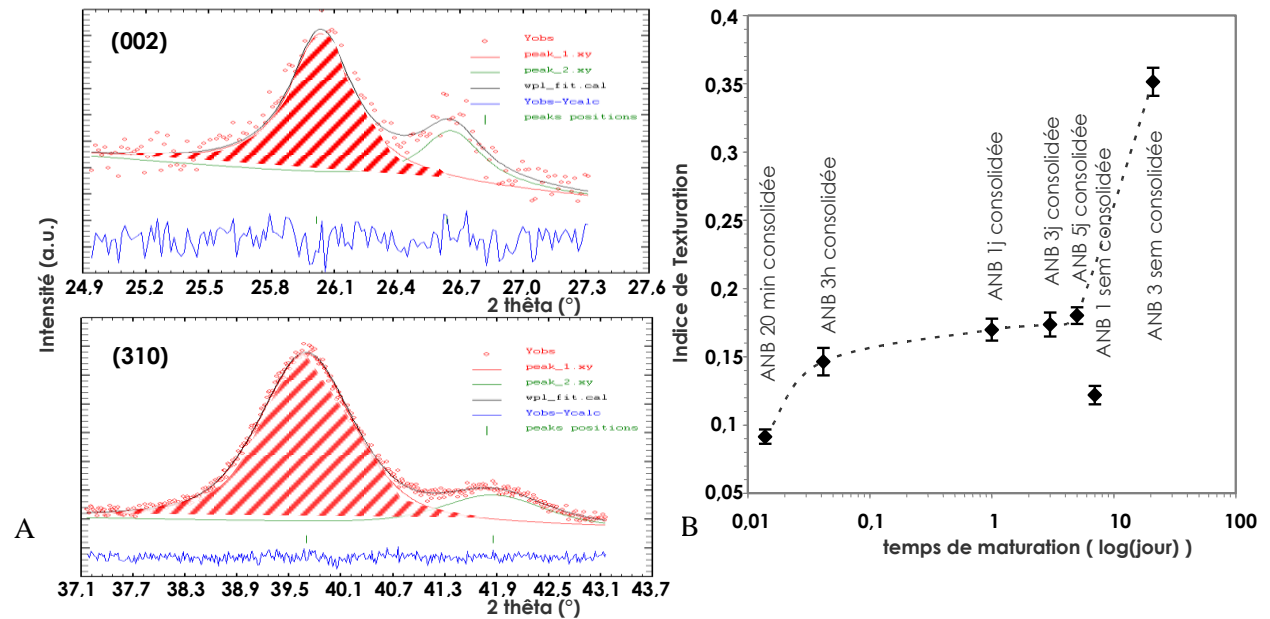 (002)
Yobs
peak_1.xy
peak_2.xy
wpl_fit.cal
Yobs-Ycalc
peaks positions
24,9 25,2 25,5 25,8 26,1 26,4 26,7 27,0 27,3 27,6
2 thêta (°)
Intensité (a.u.)
(310)
Yobs
peak_1.xy
peak_2.xy
wpl_fit.cal
Yobs-Ycalc
peaks positions
37,1 37,7 38,3 38,9 39,5 40,1 40,7 41,3 41,9 42,5 43,1 43,7
2 thêta (°)
A
0,4
0,35
0,3
0,25
0,2
0,15
0,1
0,05
Indice de Texturation
ANB 20 min consolidée
ANB 3h consolidée
ANB 1j consolidée
ANB 3j consolidée
ANB 5j consolidée
ANB 1 sem consolidée
ANB 3 sem consolidée
0,01 0,1 1 10 100
temps de maturation ( log(jour) )
B